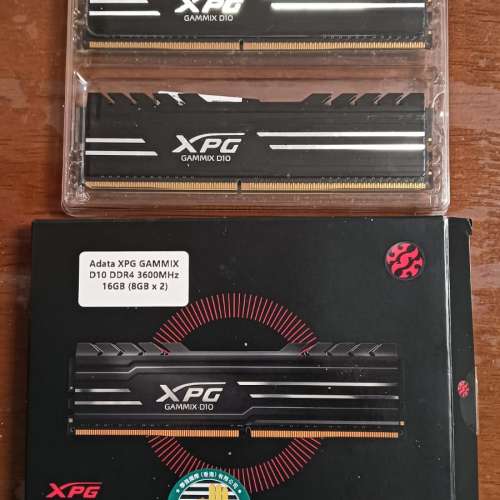 XPG
GAMMIX D10
XPG
GAMMIX D10
Adata XPG GAMMIX
D10 DDR4 3600MHz
16GB (8GB x 2)
XPG
GAMMIX D10
XPG